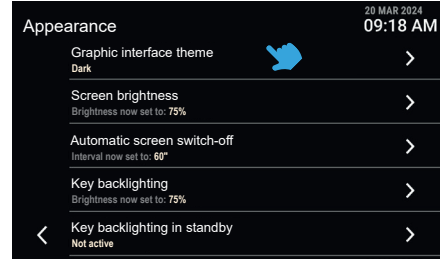 20 MAR 2024
Appearance
09:18 AM
Graphic interface theme
Dark
Screen brightness
Brightness now set to: 75%
Automatic screen switch-off
Interval now set to: 60"
Key backlighting
Brightness now set to: 75%
Key backlighting in standby
Not active